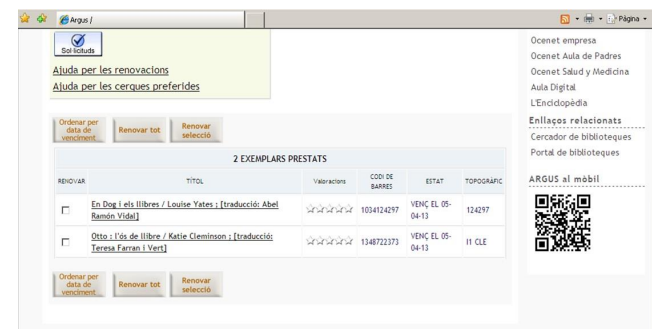 Argus /
Página
Sol·licituds
Ajuda per les renovacions
Ajuda per les cerques preferides
Ordenar per
data de
venciment
Renovar tot
Renovar
selecció
2 EXEMPLARS PRESTATS
RENOVAR
TÍTOL
Valoracions
CODI DE
BARRES
ESTAT
TOPOGRÀFIC
En Dog i els llibres / Louise Yates ; [traducció: Abel
Ramón Vidal]
1034124297
VENÇ EL 05-
04-13
124297
Otto : l'ós de llibre / Katie Cleminson ; [traducció:
Teresa Farran i Vert]
1348722373
VENÇ EL 05-
04-13
I1 CLE
Ordenar per
data de
venciment
Renovar tot
Renovar
selecció
Ocenet empresa
Ocenet Aula de Padres
Ocenet Salud y Medicina
Aula Digital
L'Enciclopèdia
Enllaços relacionats
Cercador de biblioteques
Portal de biblioteques
ARGUS al mòbil